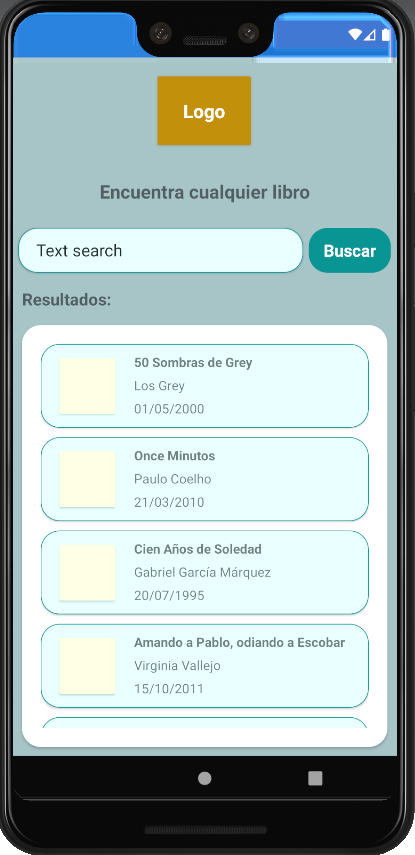 Logo
Encuentra cualquier libro
Text search
Buscar
Resultados:
50 Sombras de Grey
Los Grey
01/05/2000
Once Minutos
Paulo Coelho
21/03/2010
Cien Años de Soledad
Gabriel García Márquez
20/07/1995
Amando a Pablo, odiando a Escobar
Virginia Vallejo
15/10/2011